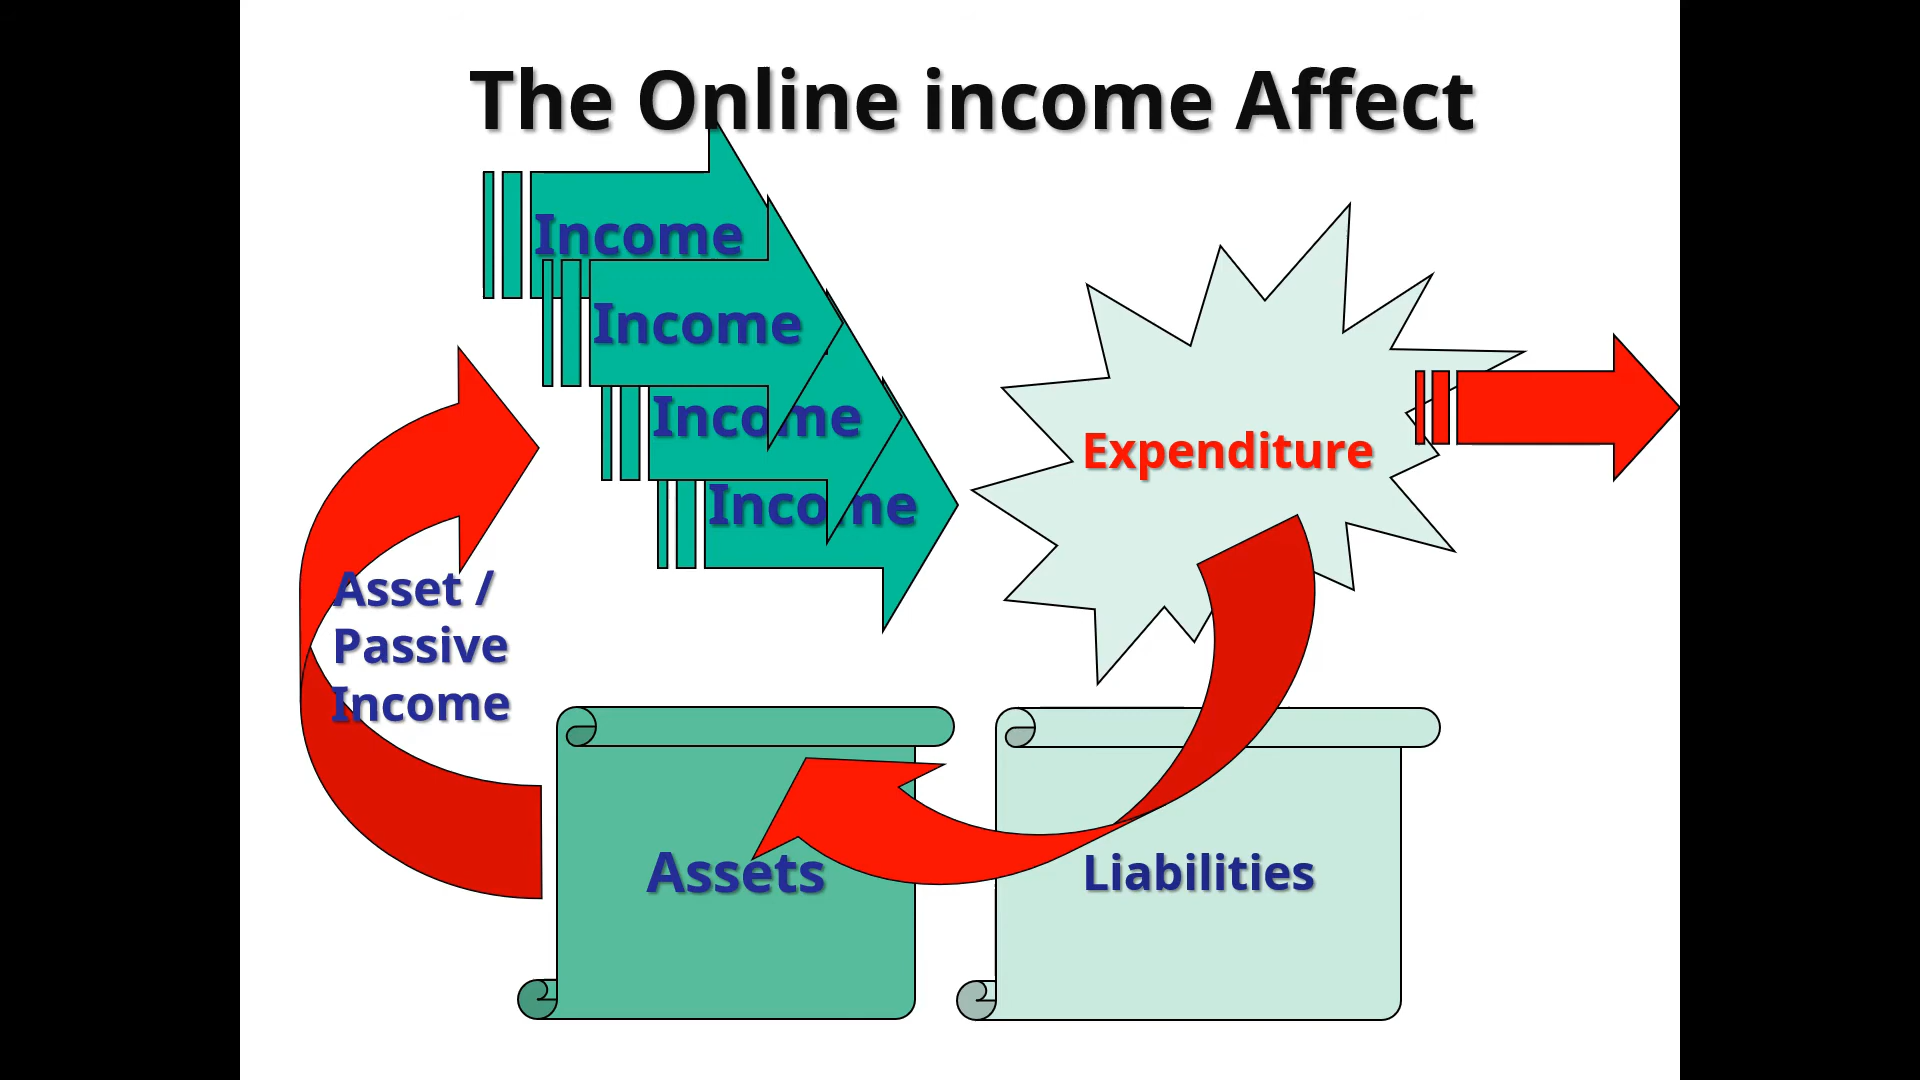 The Online income Affect
Income
Income
Income
Income
Expenditure
Asset /
Passive
Income
Assets
Liabilities